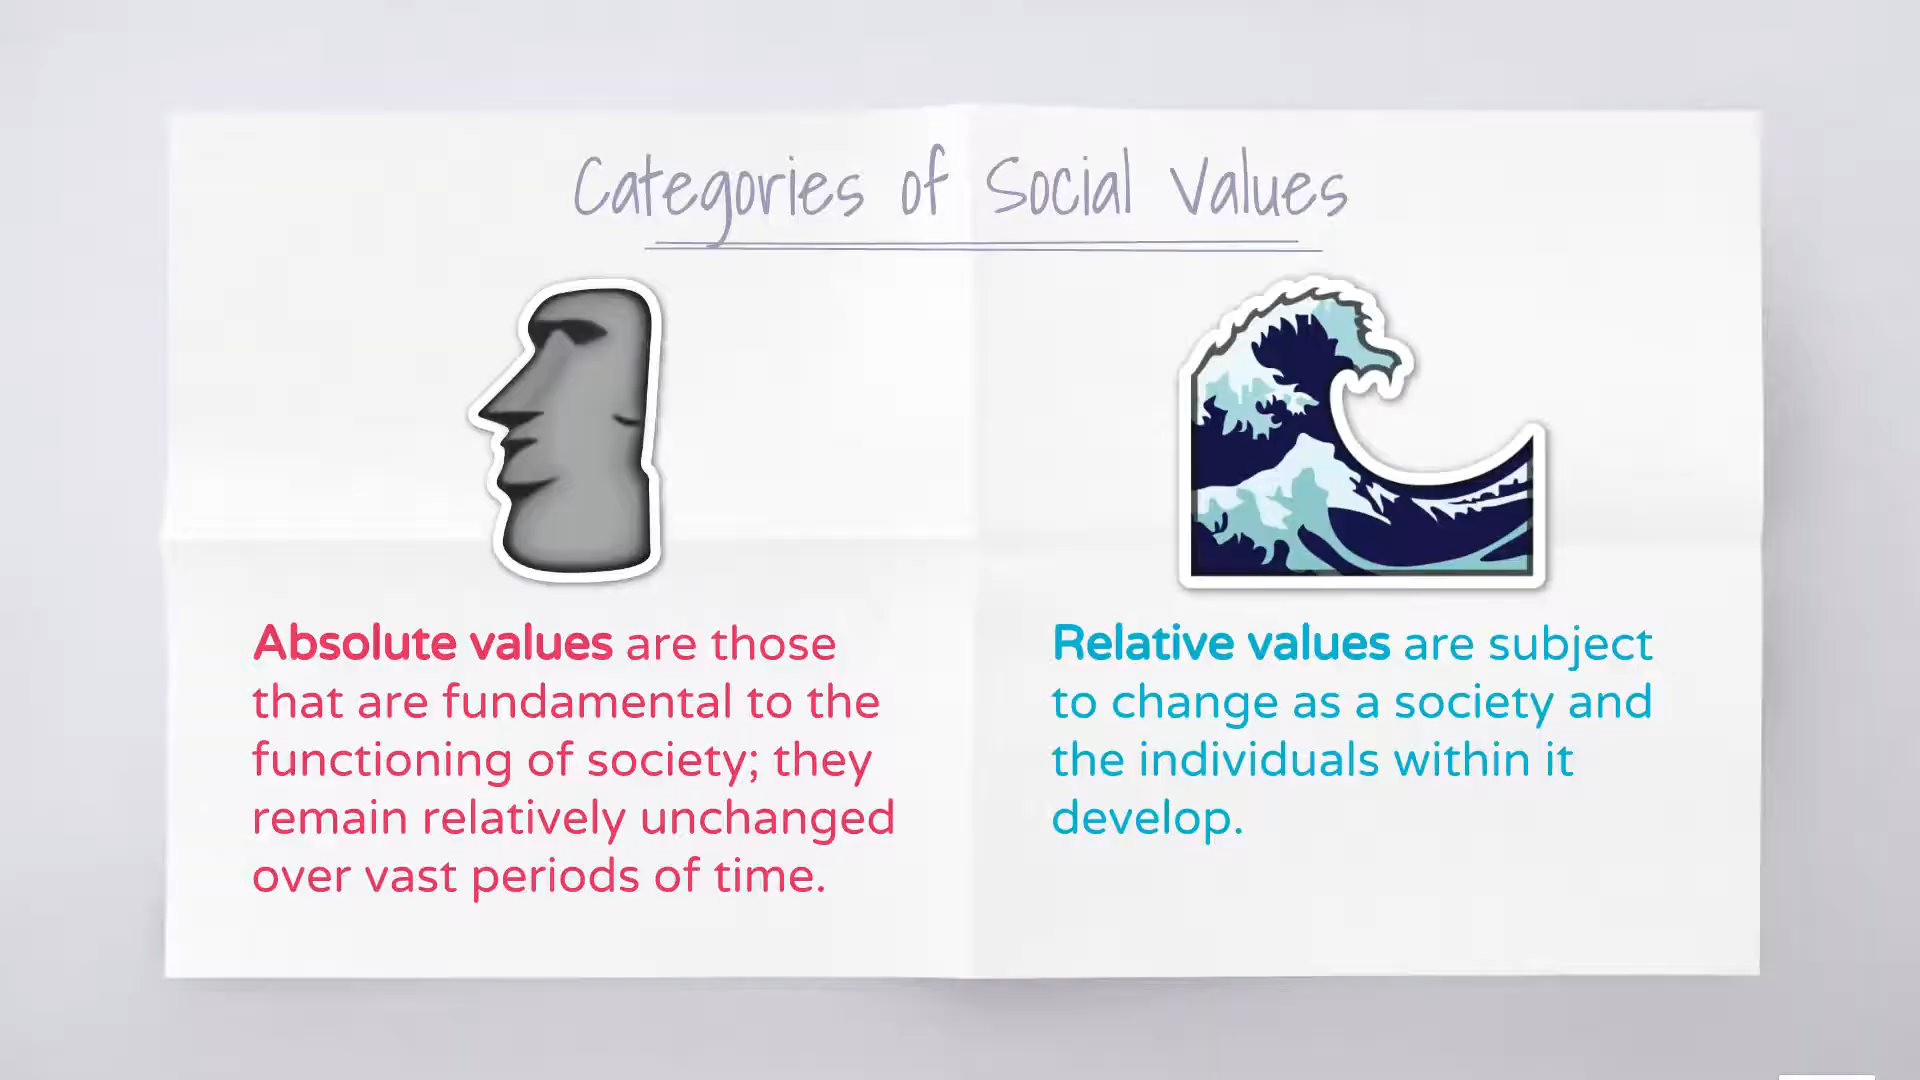 Categories of Social Values
Absolute values are those
that are fundamental to the
functioning of society; they
remain relatively unchanged
over vast periods of time.
Relative values are subject
to change as a society and
the individuals within it
develop.